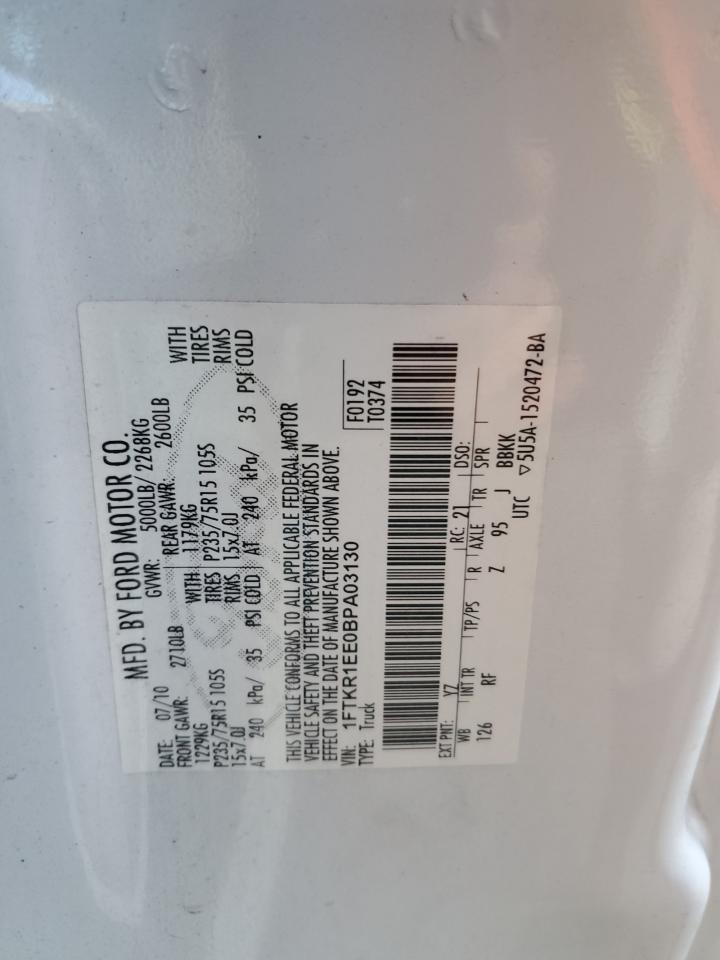 MFD. BY FORD MOTOR CO.
DATE: 07/10 GVWR: 5000LB/ 2268KG
FRONT GAWR: 2710LB REAR GAWR: 2600LB
1229KG WITH 1179KG WITH
P235/75R15 105S TIRES P235/75R15 105S TIRES
15x7.0J RIMS 15x7.0J RIMS
AT 240 kPa/ 35 PSI COLD AT 240 kPa/ 35 PSI COLD
THIS VEHICLE CONFORMS TO ALL APPLICABLE FEDERAL MOTOR
VEHICLE SAFETY AND THEFT PREVENTION STANDARDS IN
EFFECT ON THE DATE OF MANUFACTURE SHOWN ABOVE.
VIN: 1FTKR1EE0BPA03130 F0192
TYPE: Truck T0374
EXT PNT: YZ RC: 21 DSO:
WB INT TR TP/PS R AXLE TR SPR
126 RF Z 95 J BBKK
UTC ▽5U5A-1520472-BA